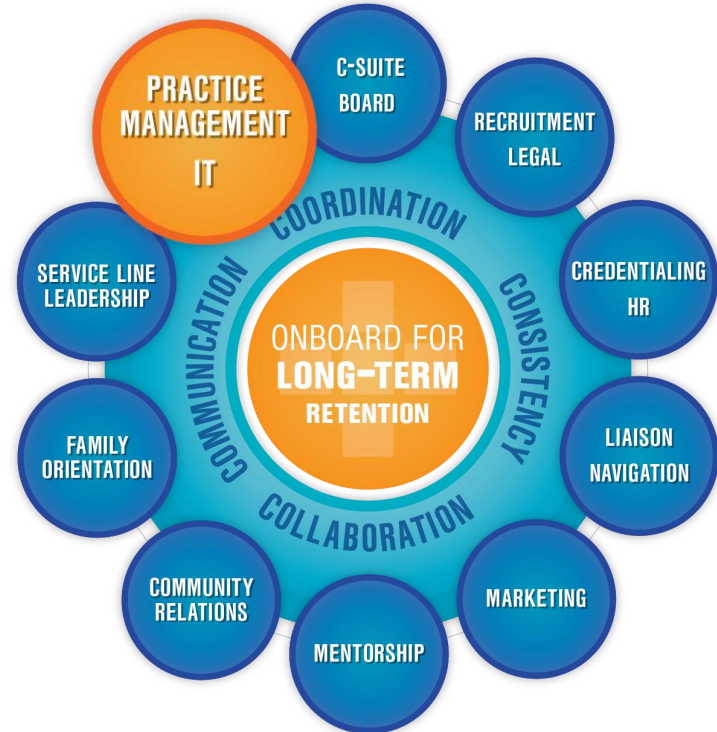 PRACTICE
MANAGEMENT
IT
C-SUITE
BOARD
RECRUITMENT
LEGAL
CREDENTIALING
HR
LIAISON
NAVIGATION
MARKETING
MENTORSHIP
COMMUNITY
RELATIONS
FAMILY
ORIENTATION
SERVICE LINE
LEADERSHIP
COORDINATION
CONSISTENCY
COLLABORATION
COMMUNICATION
ONBOARD FOR
LONG-TERM
RETENTION